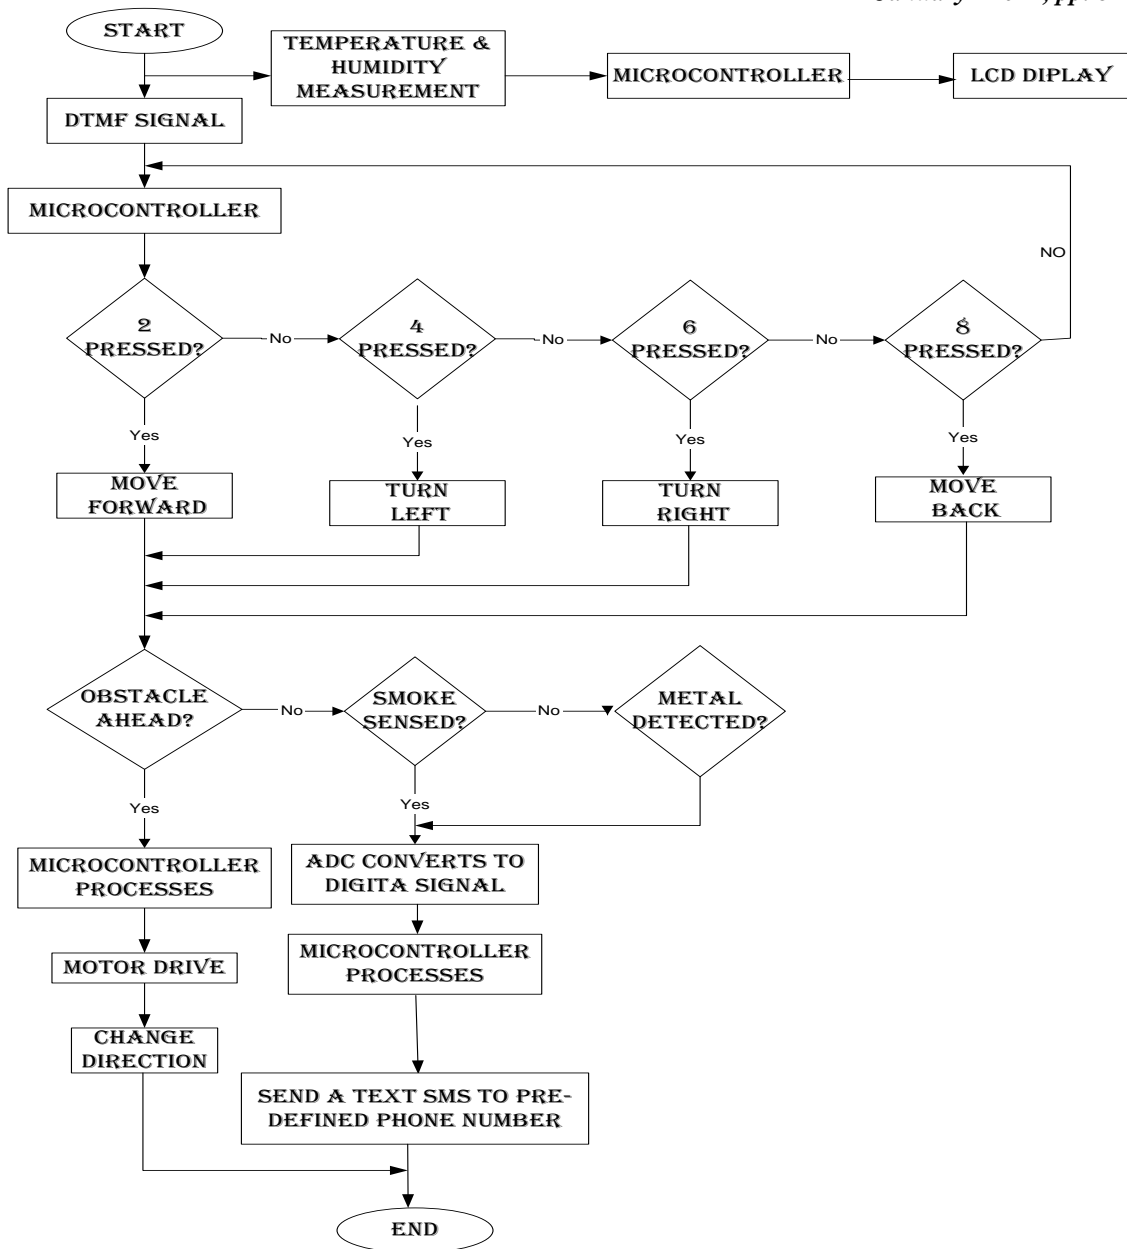 START
TEMPERATURE &
HUMIDITY
MEASUREMENT
MICROCONTROLLER
LCD DIPLAY
DTMF SIGNAL
MICROCONTROLLER
NO
2
PRESSED?
No
4
PRESSED?
No
6
PRESSED?
No
8
PRESSED?
Yes
Yes
Yes
Yes
MOVE
FORWARD
TURN
LEFT
TURN
RIGHT
MOVE
BACK
OBSTACLE
AHEAD?
No
SMOKE
SENSED?
No
METAL
DETECTED?
Yes
Yes
MICROCONTROLLER
PROCESSES
ADC CONVERTS TO
DIGITA SIGNAL
MOTOR DRIVE
MICROCONTROLLER
PROCESSES
CHANGE
DIRECTION
SEND A TEXT SMS TO PRE-
DEFINED PHONE NUMBER
END